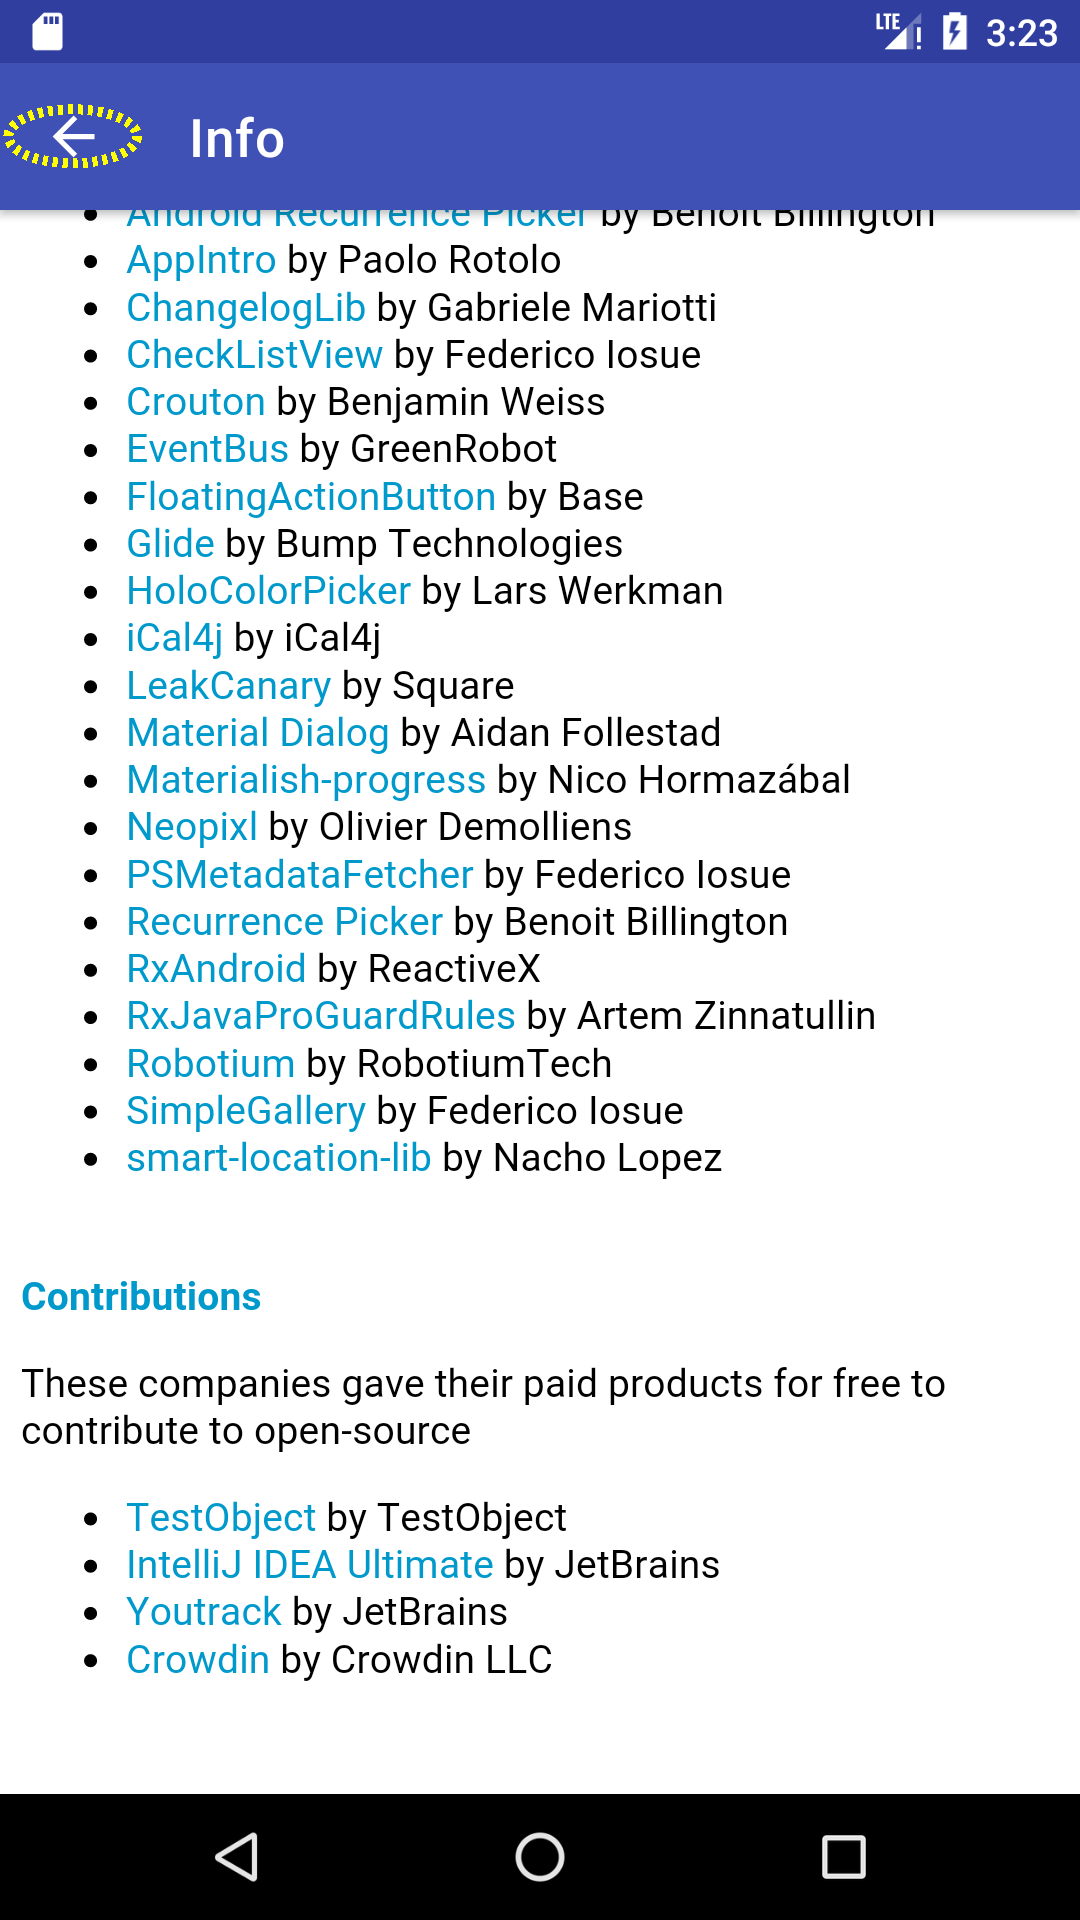 LTE 3:23
Info
Android Recurrence Picker by Benoit Billington
AppIntro by Paolo Rotolo
ChangelogLib by Gabriele Mariotti
CheckListView by Federico Iosue
Crouton by Benjamin Weiss
EventBus by GreenRobot
FloatingActionButton by Base
Glide by Bump Technologies
HoloColorPicker by Lars Werkman
iCal4j by iCal4j
LeakCanary by Square
Material Dialog by Aidan Follestad
Materialish-progress by Nico Hormazábal
Neopixl by Olivier Demolliens
PSMetadataFetcher by Federico Iosue
Recurrence Picker by Benoit Billington
RxAndroid by ReactiveX
RxJavaProGuardRules by Artem Zinnatullin
Robotium by RobotiumTech
SimpleGallery by Federico Iosue
smart-location-lib by Nacho Lopez
Contributions
These companies gave their paid products for free to
contribute to open-source
TestObject by TestObject
IntelliJ IDEA Ultimate by JetBrains
Youtrack by JetBrains
Crowdin by Crowdin LLC